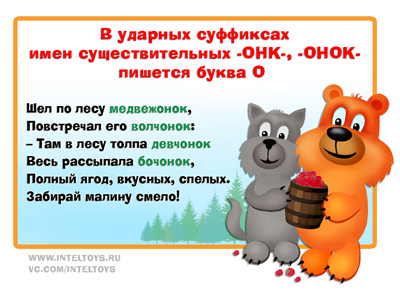 В ударных суффиксах
имен существительных -ОНК-, -ОНОК-
пишется буква О
Шел по лесу медвежонок,
Повстречал его волчонок:
– Там в лесу толпа девчонок
Весь рассыпала бочонок,
Полный ягод, вкусных, спелых.
Забирай малину смело!
WWW.INTELTOYS.RU
VK.COM/INTELTOYS